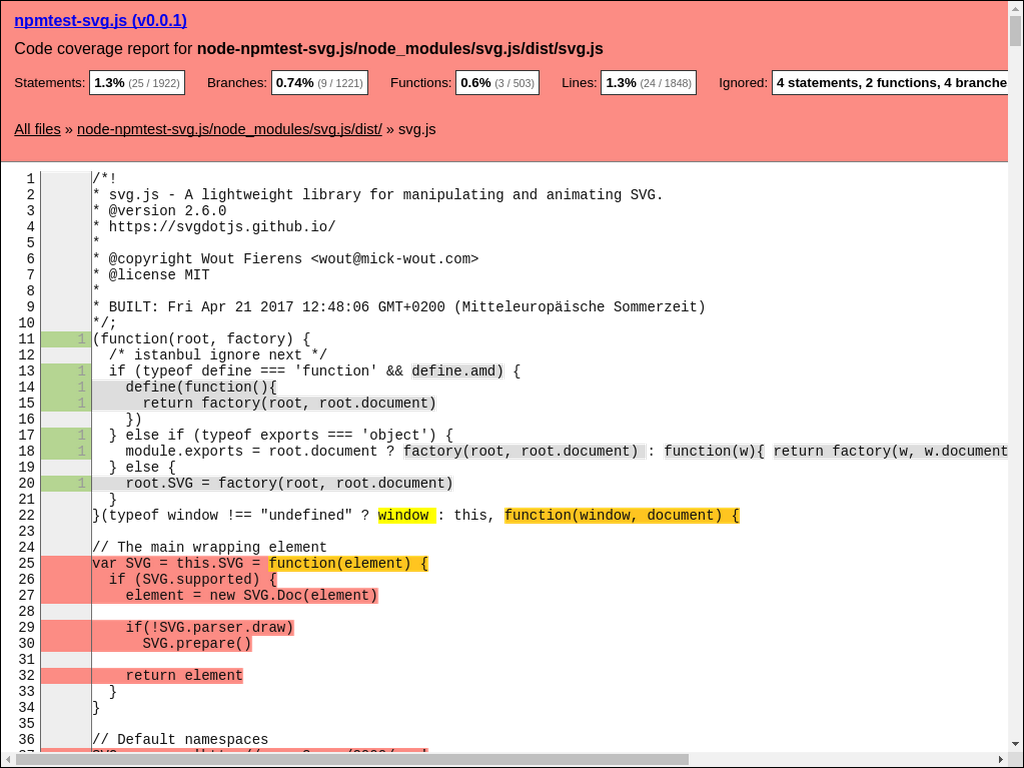 npmtest-svg.js (v0.0.1)
Code coverage report for node-npmtest-svg.js/node_modules/svg.js/dist/svg.js
Statements: 1.3% (25 / 1922) Branches: 0.74% (9 / 1221) Functions: 0.6% (3 / 503) Lines: 1.3% (24 / 1848) Ignored: 4 statements, 2 functions, 4 branche
All files » node-npmtest-svg.js/node_modules/svg.js/dist/ » svg.js
1 /*!
2 * svg.js - A lightweight library for manipulating and animating SVG.
3 * @version 2.6.0
4 * https://svgdotjs.github.io/
5 *
6 * @copyright Wout Fierens <wout@mick-wout.com>
7 * @license MIT
8 *
9 * BUILT: Fri Apr 21 2017 12:48:06 GMT+0200 (Mitteleuropäische Sommerzeit)
10 */;
11 1 (function(root, factory) {
12 /* istanbul ignore next */
13 1 if (typeof define === 'function' && define.amd) {
14 1 define(function(){
15 1 return factory(root, root.document)
16 })
17 1 } else if (typeof exports === 'object') {
18 1 module.exports = root.document ? factory(root, root.document) : function(w){ return factory(w, w.document
19 } else {
20 1 root.SVG = factory(root, root.document)
21 }
22 }(typeof window !== "undefined" ? window : this, function(window, document) {
23
24 // The main wrapping element
25 var SVG = this.SVG = function(element) {
26 if (SVG.supported) {
27 element = new SVG.Doc(element)
28
29 if(!SVG.parser.draw)
30 SVG.prepare()
31
32 return element
33 }
34 }
35
36 // Default namespaces